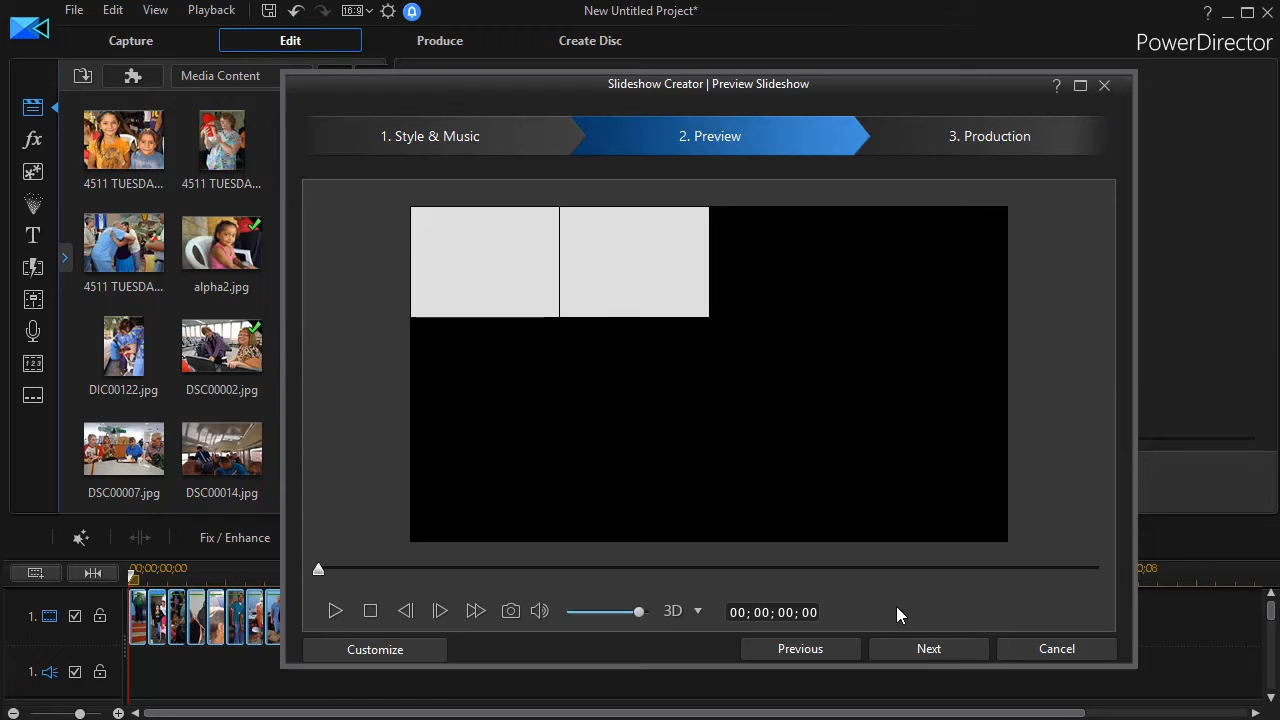 File Edit View Playback 16:9 New Untitled Project* ?
Capture Edit Produce Create Disc PowerDirector
Media Content
Slideshow Creator | Preview Slideshow ?
1. Style & Music 2. Preview 3. Production
fx
T
4511 TUESDA... 4511 TUESDA...
4511 TUESDA... alpha2.jpg
DIC00122.jpg DSC00002.jpg
DSC00007.jpg DSC00014.jpg
3D 00; 00; 00; 00
Customize Previous Next Cancel
Fix / Enhance
00;00;00;00
1.
1.